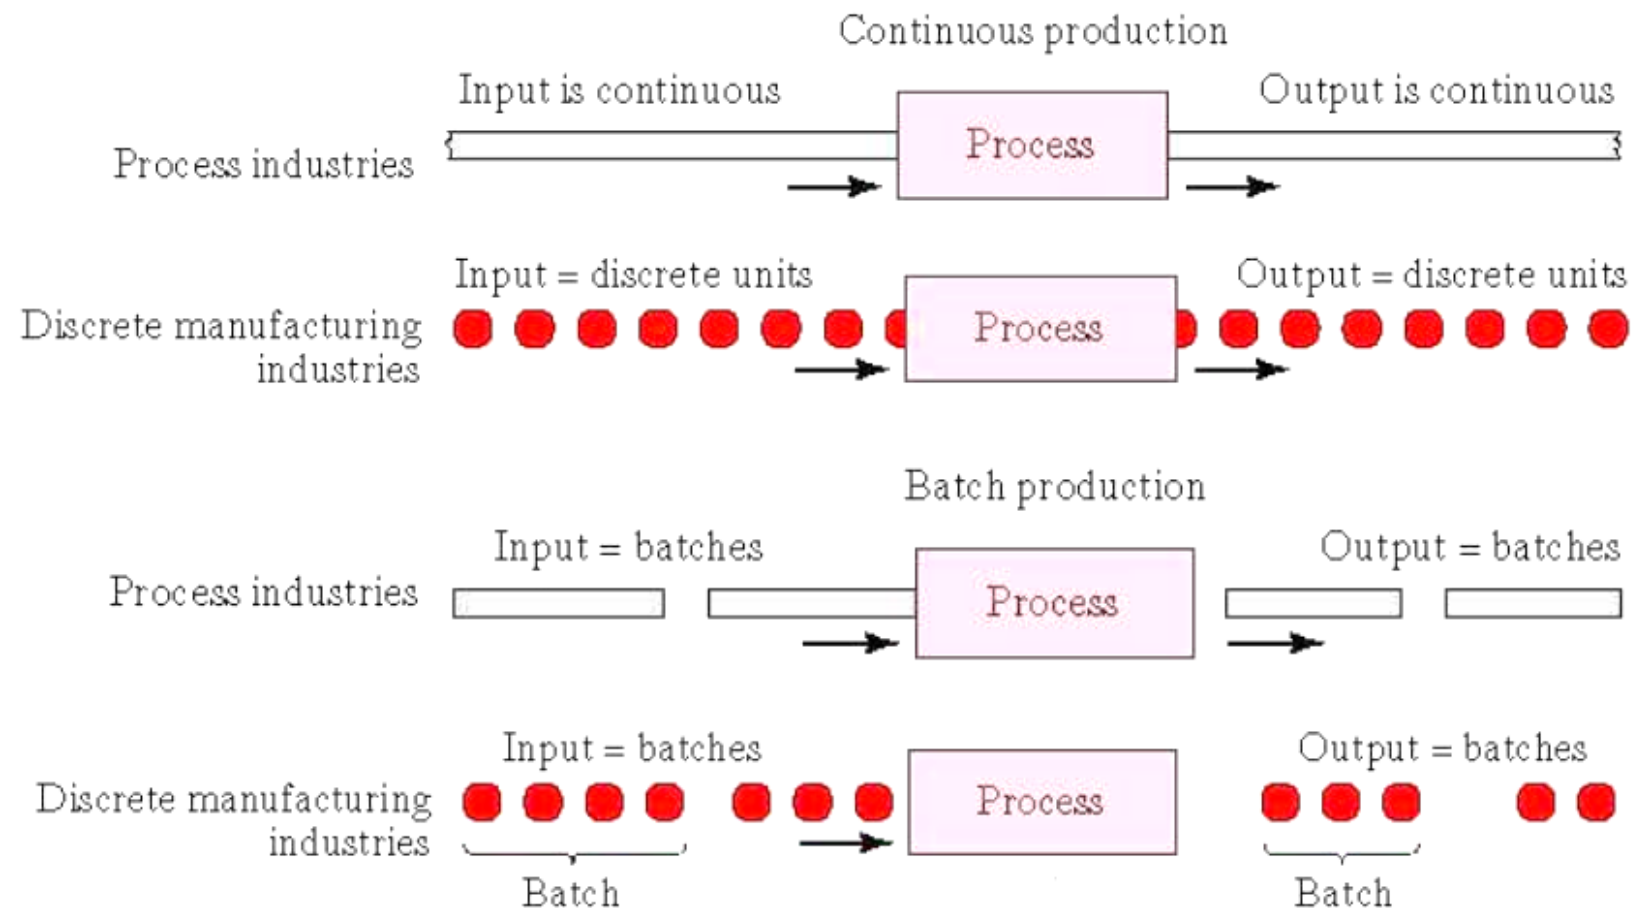 Continuous production
Input is continuous
Output is continuous
Process industries
Process
Input = discrete units
Output = discrete units
Discrete manufacturing
industries
Process
Batch production
Input = batches
Output = batches
Process industries
Process
Input = batches
Output = batches
Discrete manufacturing
industries
Process
Batch
Batch